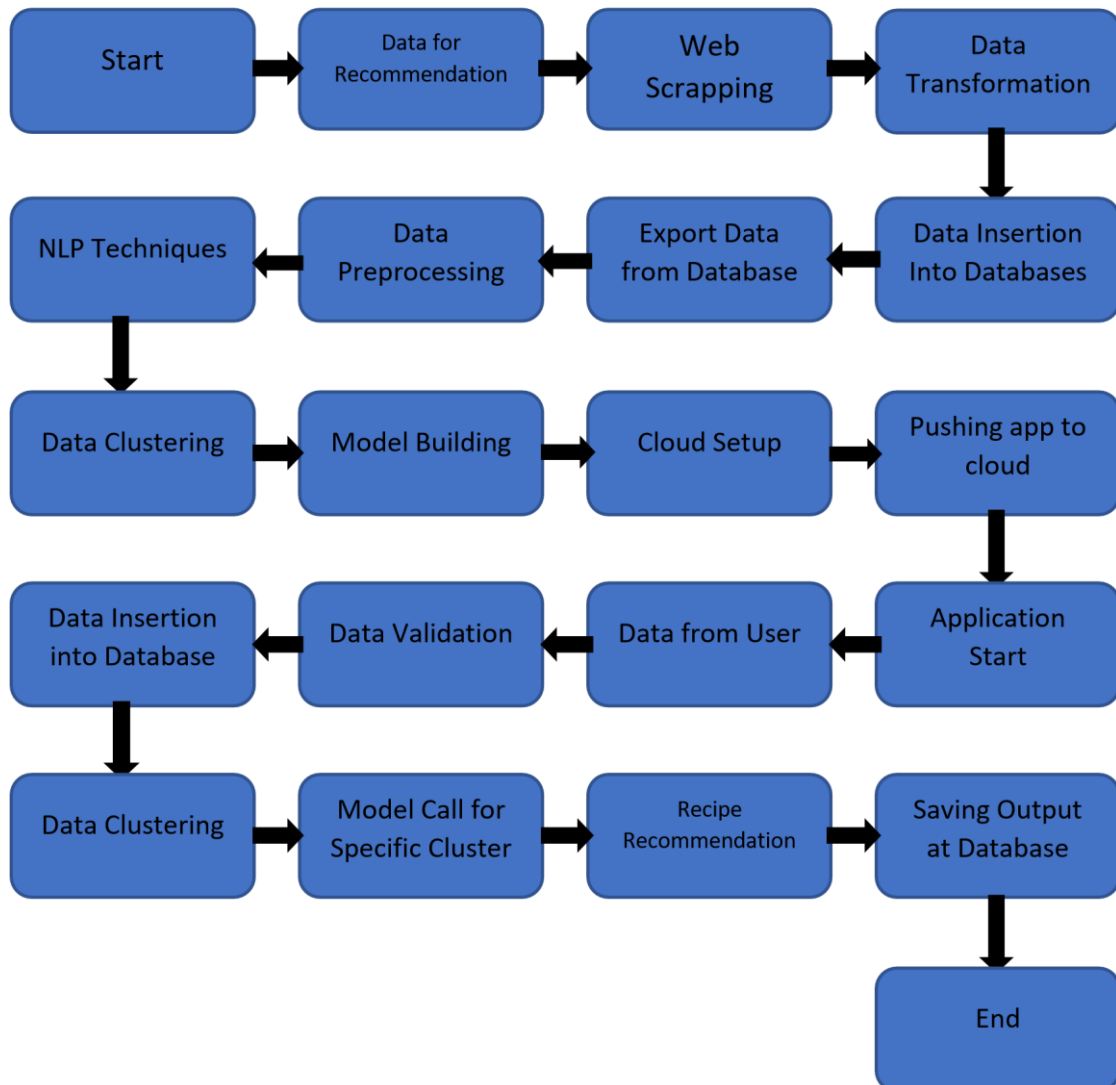 Start
Data for
Recommendation
Web
Scrapping
Data
Transformation
Data Insertion
Into Databases
Export Data
from Database
Data
Preprocessing
NLP Techniques
Data Clustering
Model Building
Cloud Setup
Pushing app to
cloud
Application
Start
Data from User
Data Validation
Data Insertion
into Database
Data Clustering
Model Call for
Specific Cluster
Recipe
Recommendation
Saving Output
at Database
End